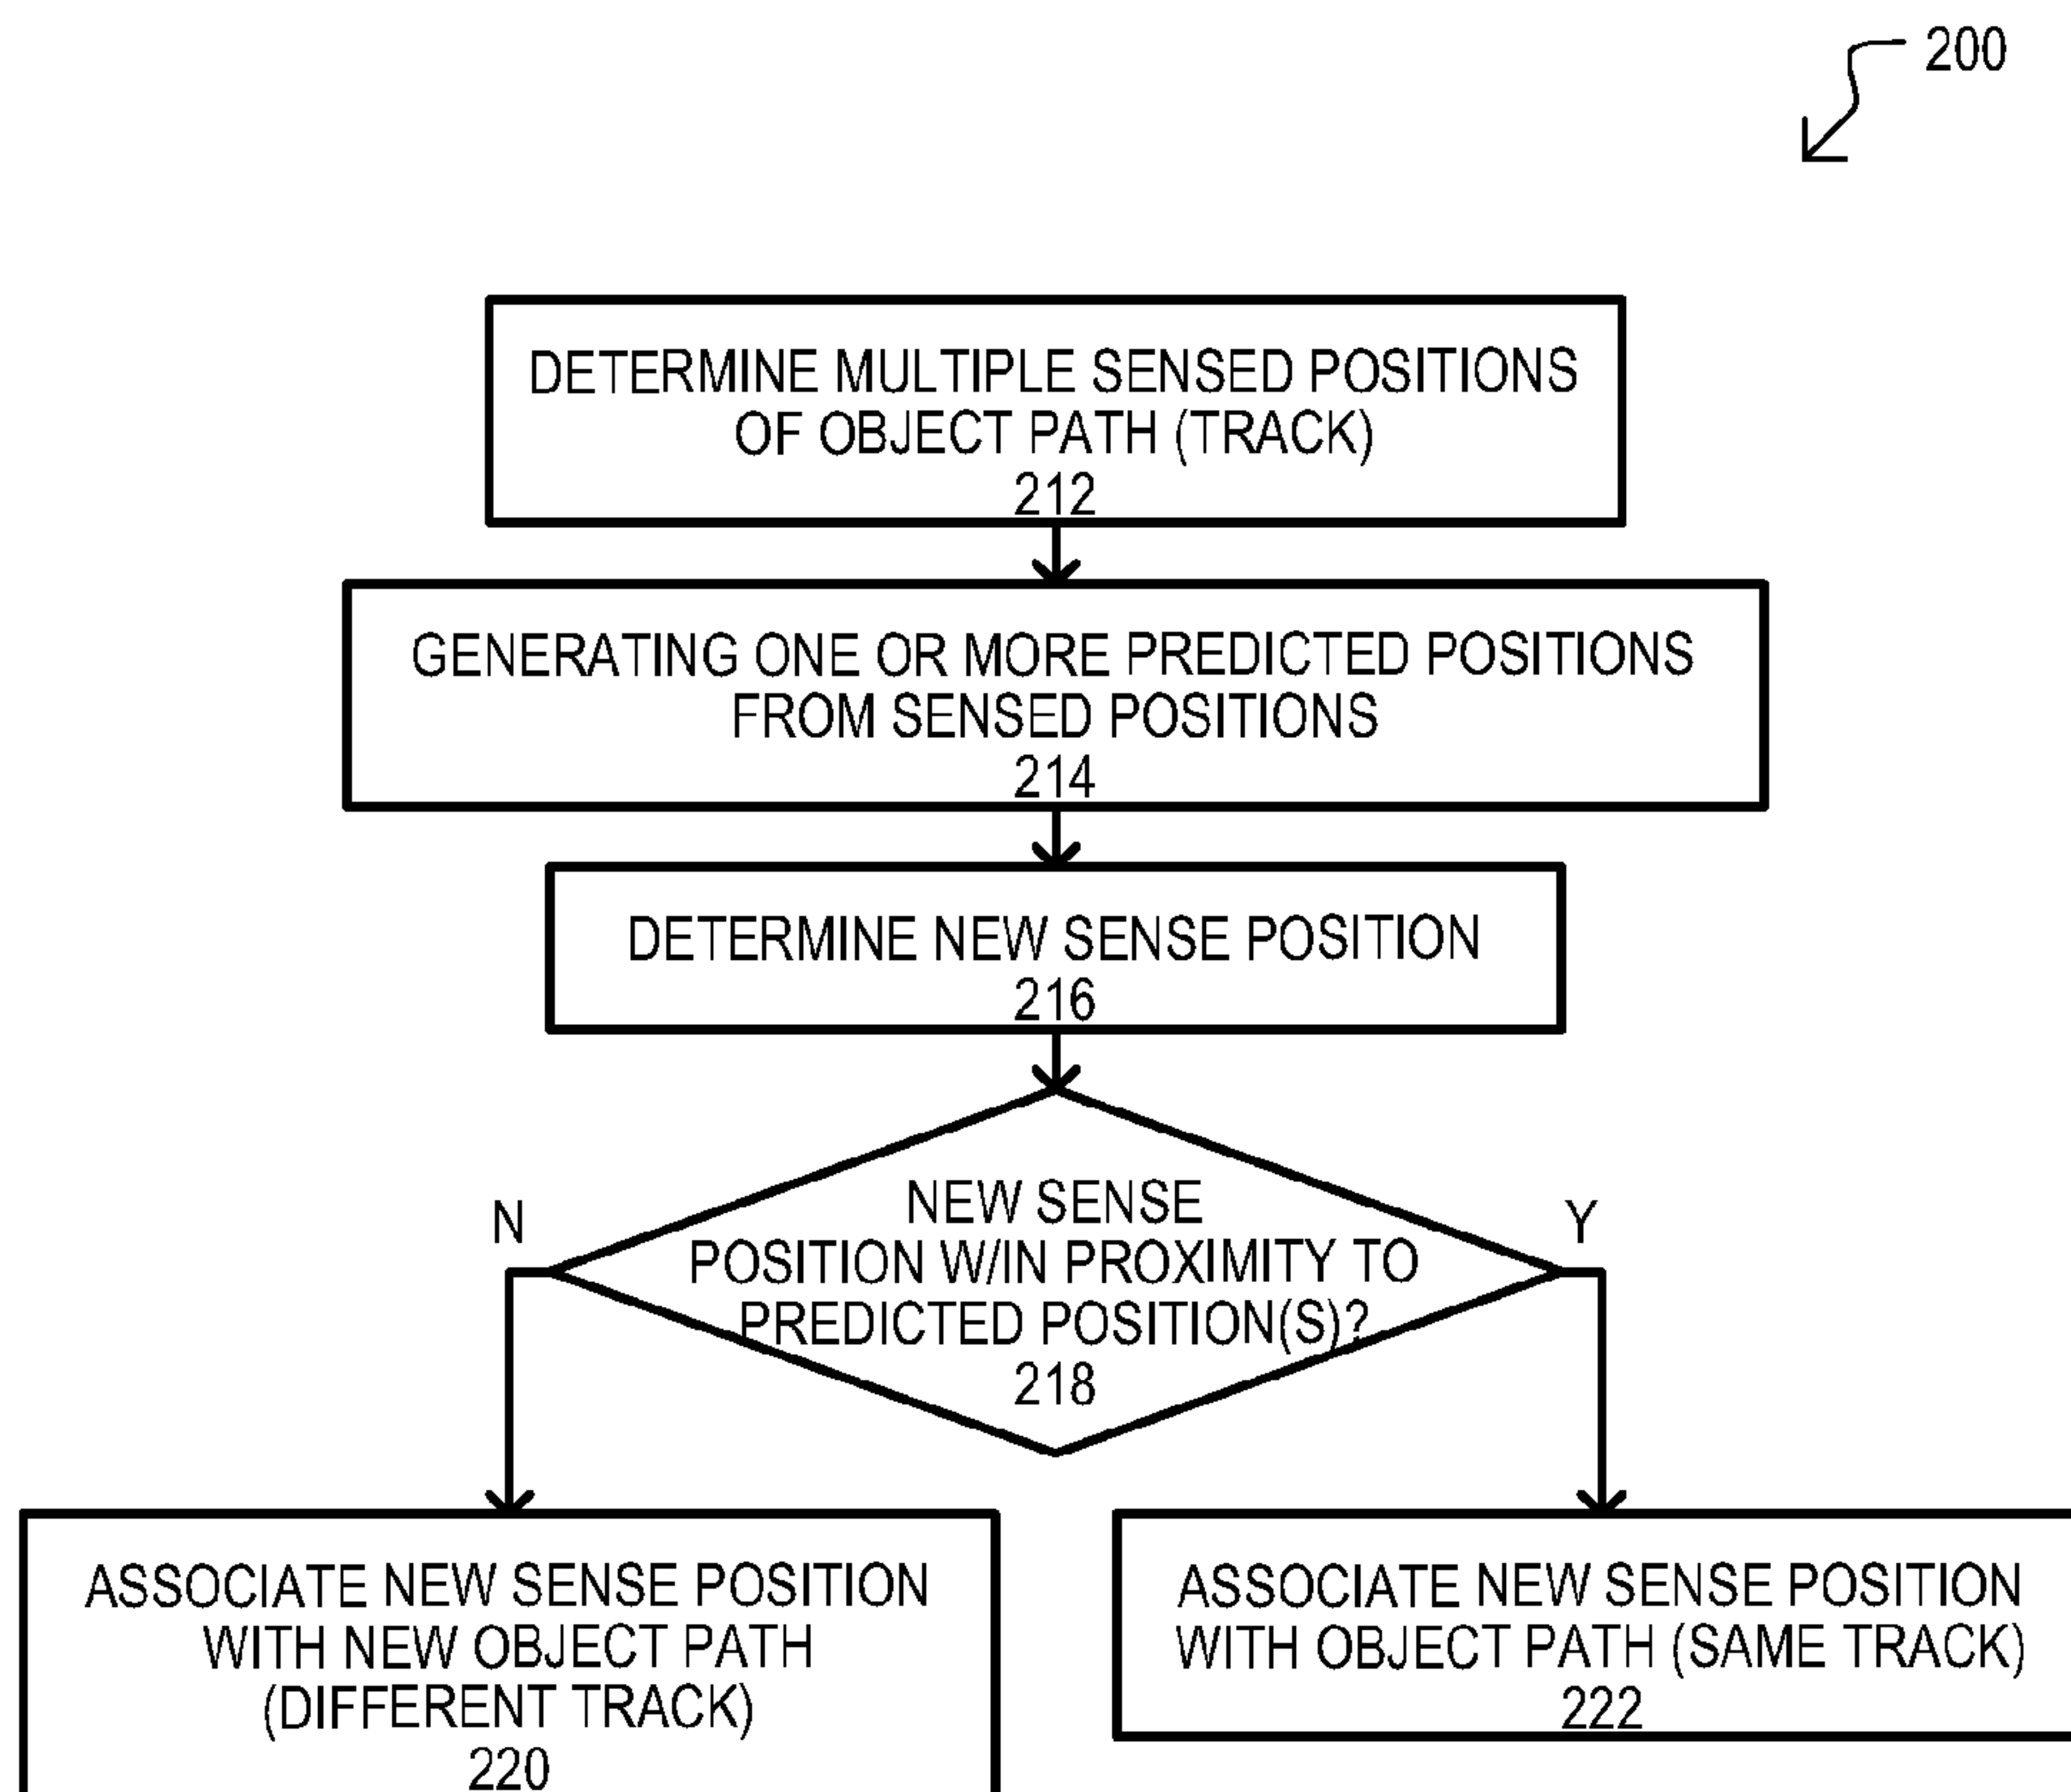 200
DETERMINE MULTIPLE SENSED POSITIONS
OF OBJECT PATH (TRACK)
212
GENERATING ONE OR MORE PREDICTED POSITIONS
FROM SENSED POSITIONS
214
DETERMINE NEW SENSE POSITION
216
NEW SENSE
POSITION W/IN PROXIMITY TO
PREDICTED POSITION(S)?
218
N
Y
ASSOCIATE NEW SENSE POSITION
WITH NEW OBJECT PATH
(DIFFERENT TRACK)
220
ASSOCIATE NEW SENSE POSITION
WITH OBJECT PATH (SAME TRACK)
222